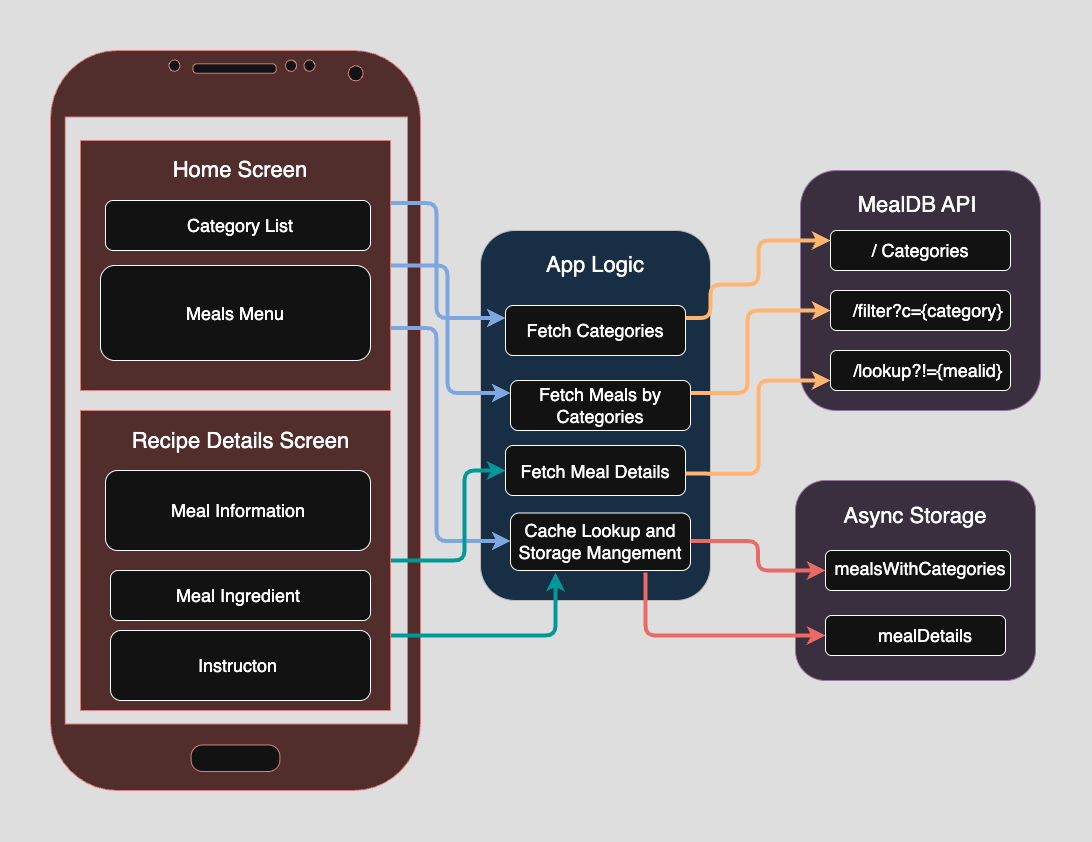 Home Screen
Category List
Meals Menu
Recipe Details Screen
Meal Information
Meal Ingredient
Instructon
App Logic
Fetch Categories
Fetch Meals by
Categories
Fetch Meal Details
Cache Lookup and
Storage Mangement
MealDB API
/ Categories
/filter?c={category}
/lookup?!={mealid}
Async Storage
mealsWithCategories
mealDetails